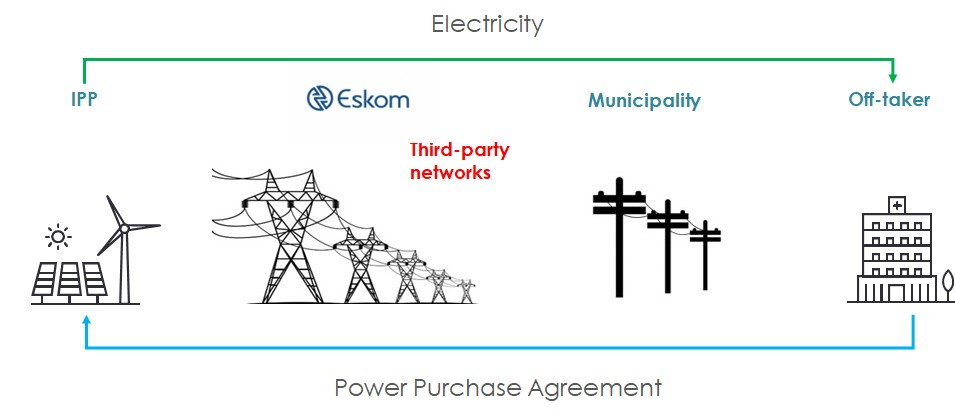 Electricity
IPP
Eskom
Municipality
Off-taker
Third-party
networks
Power Purchase Agreement